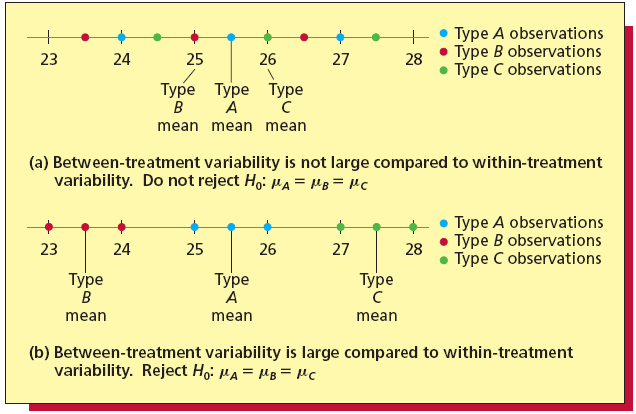 23 24 25 26 27 28
Type A observations
Type B observations
Type C observations
Type Type Type
B A C
mean mean mean
(a) Between-treatment variability is not large compared to within-treatment
variability. Do not reject H₀: μA = μB = μC
23 24 25 26 27 28
Type A observations
Type B observations
Type C observations
Type Type Type
B A C
mean mean mean
(b) Between-treatment variability is large compared to within-treatment
variability. Reject H₀: μA = μB = μC